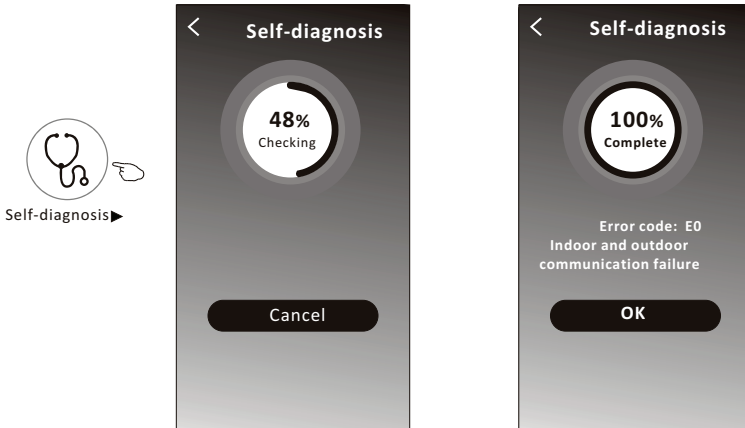 Self-diagnosis▶
Self-diagnosis
48%
Checking
Cancel
Self-diagnosis
100%
Complete
Error code: E0
Indoor and outdoor
communication failure
OK